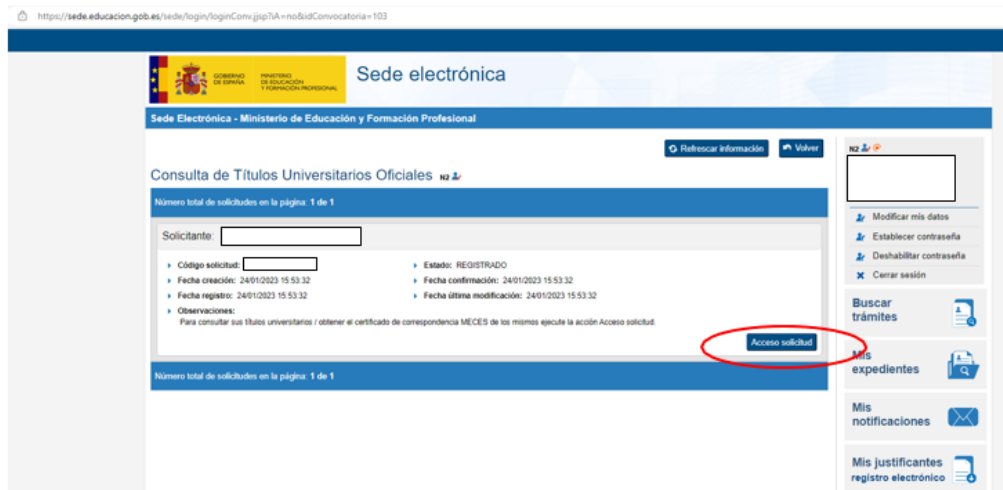 https://sede.educacion.gob.es/sede/login/loginConv.jjsp?iA=no&idConvocatoria=103
GOBIERNO
DE ESPAÑA
MINISTERIO
DE EDUCACIÓN
Y FORMACIÓN PROFESIONAL
Sede electrónica
Sede Electrónica - Ministerio de Educación y Formación Profesional
Refrescar información
Volver
Consulta de Títulos Universitarios Oficiales N2
Número total de solicitudes en la página: 1 de 1
Solicitante:
Código solicitud:
Estado: REGISTRADO
Fecha creación: 24/01/2023 15:53:32
Fecha confirmación: 24/01/2023 15:53:32
Fecha registro: 24/01/2023 15:53:32
Fecha última modificación: 24/01/2023 15:53:32
Observaciones:
Para consultar sus títulos universitarios / obtener el certificado de correspondencia MECES de los mismos ejecute la acción Acceso solicitud.
Acceso solicitud
Número total de solicitudes en la página: 1 de 1
N2
Modificar mis datos
Establecer contraseña
Deshabilitar contraseña
Cerrar sesión
Buscar
trámites
Mis
expedientes
Mis
notificaciones
Mis justificantes
registro electrónico